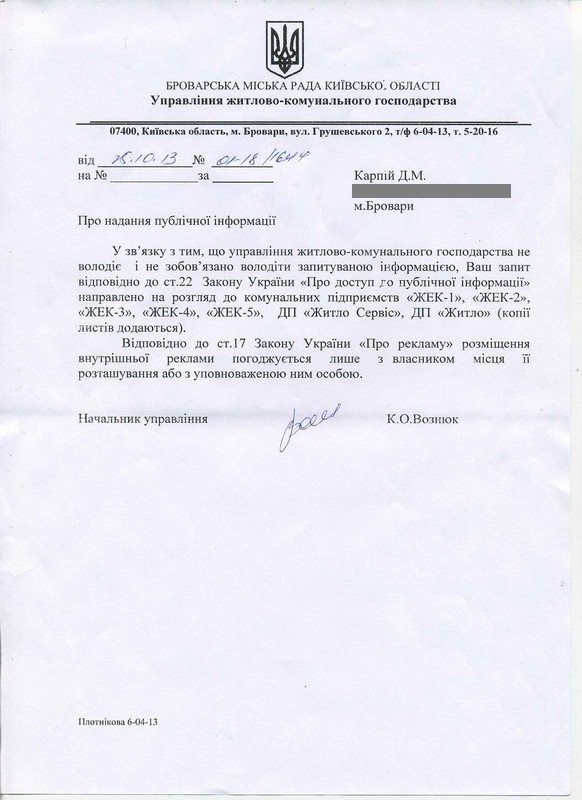 БРОВАРСЬКА МІСЬКА РАДА КИЇВСЬКОЇ ОБЛАСТІ
Управління житлово-комунального господарства
07400, Київська область, м. Бровари, вул. Грушевського 2, т/ф 6-04-13, т. 5-20-16
від 25.10.13 № 01-18/1644
на № за
Карпій Д.М.
м.Бровари
Про надання публічної інформації
У зв’язку з тим, що управління житлово-комунального господарства не
володіє і не зобов’язано володіти запитуваною інформацією, Ваш запит
відповідно до ст.22 Закону України «Про доступ до публічної інформації»
направлено на розгляд до комунальних підприємств «ЖЕК-1», «ЖЕК-2»,
«ЖЕК-3», «ЖЕК-4», «ЖЕК-5», ДП «Житло Сервіс», ДП «Житло» (копії
листів додаються).
Відповідно до ст.17 Закону України «Про рекламу» розміщення
внутрішньої реклами погоджується лише з власником місця її
розташування або з уповноваженою ним особою.
Начальник управління К.О.Вознюк
Плотнікова 6-04-13